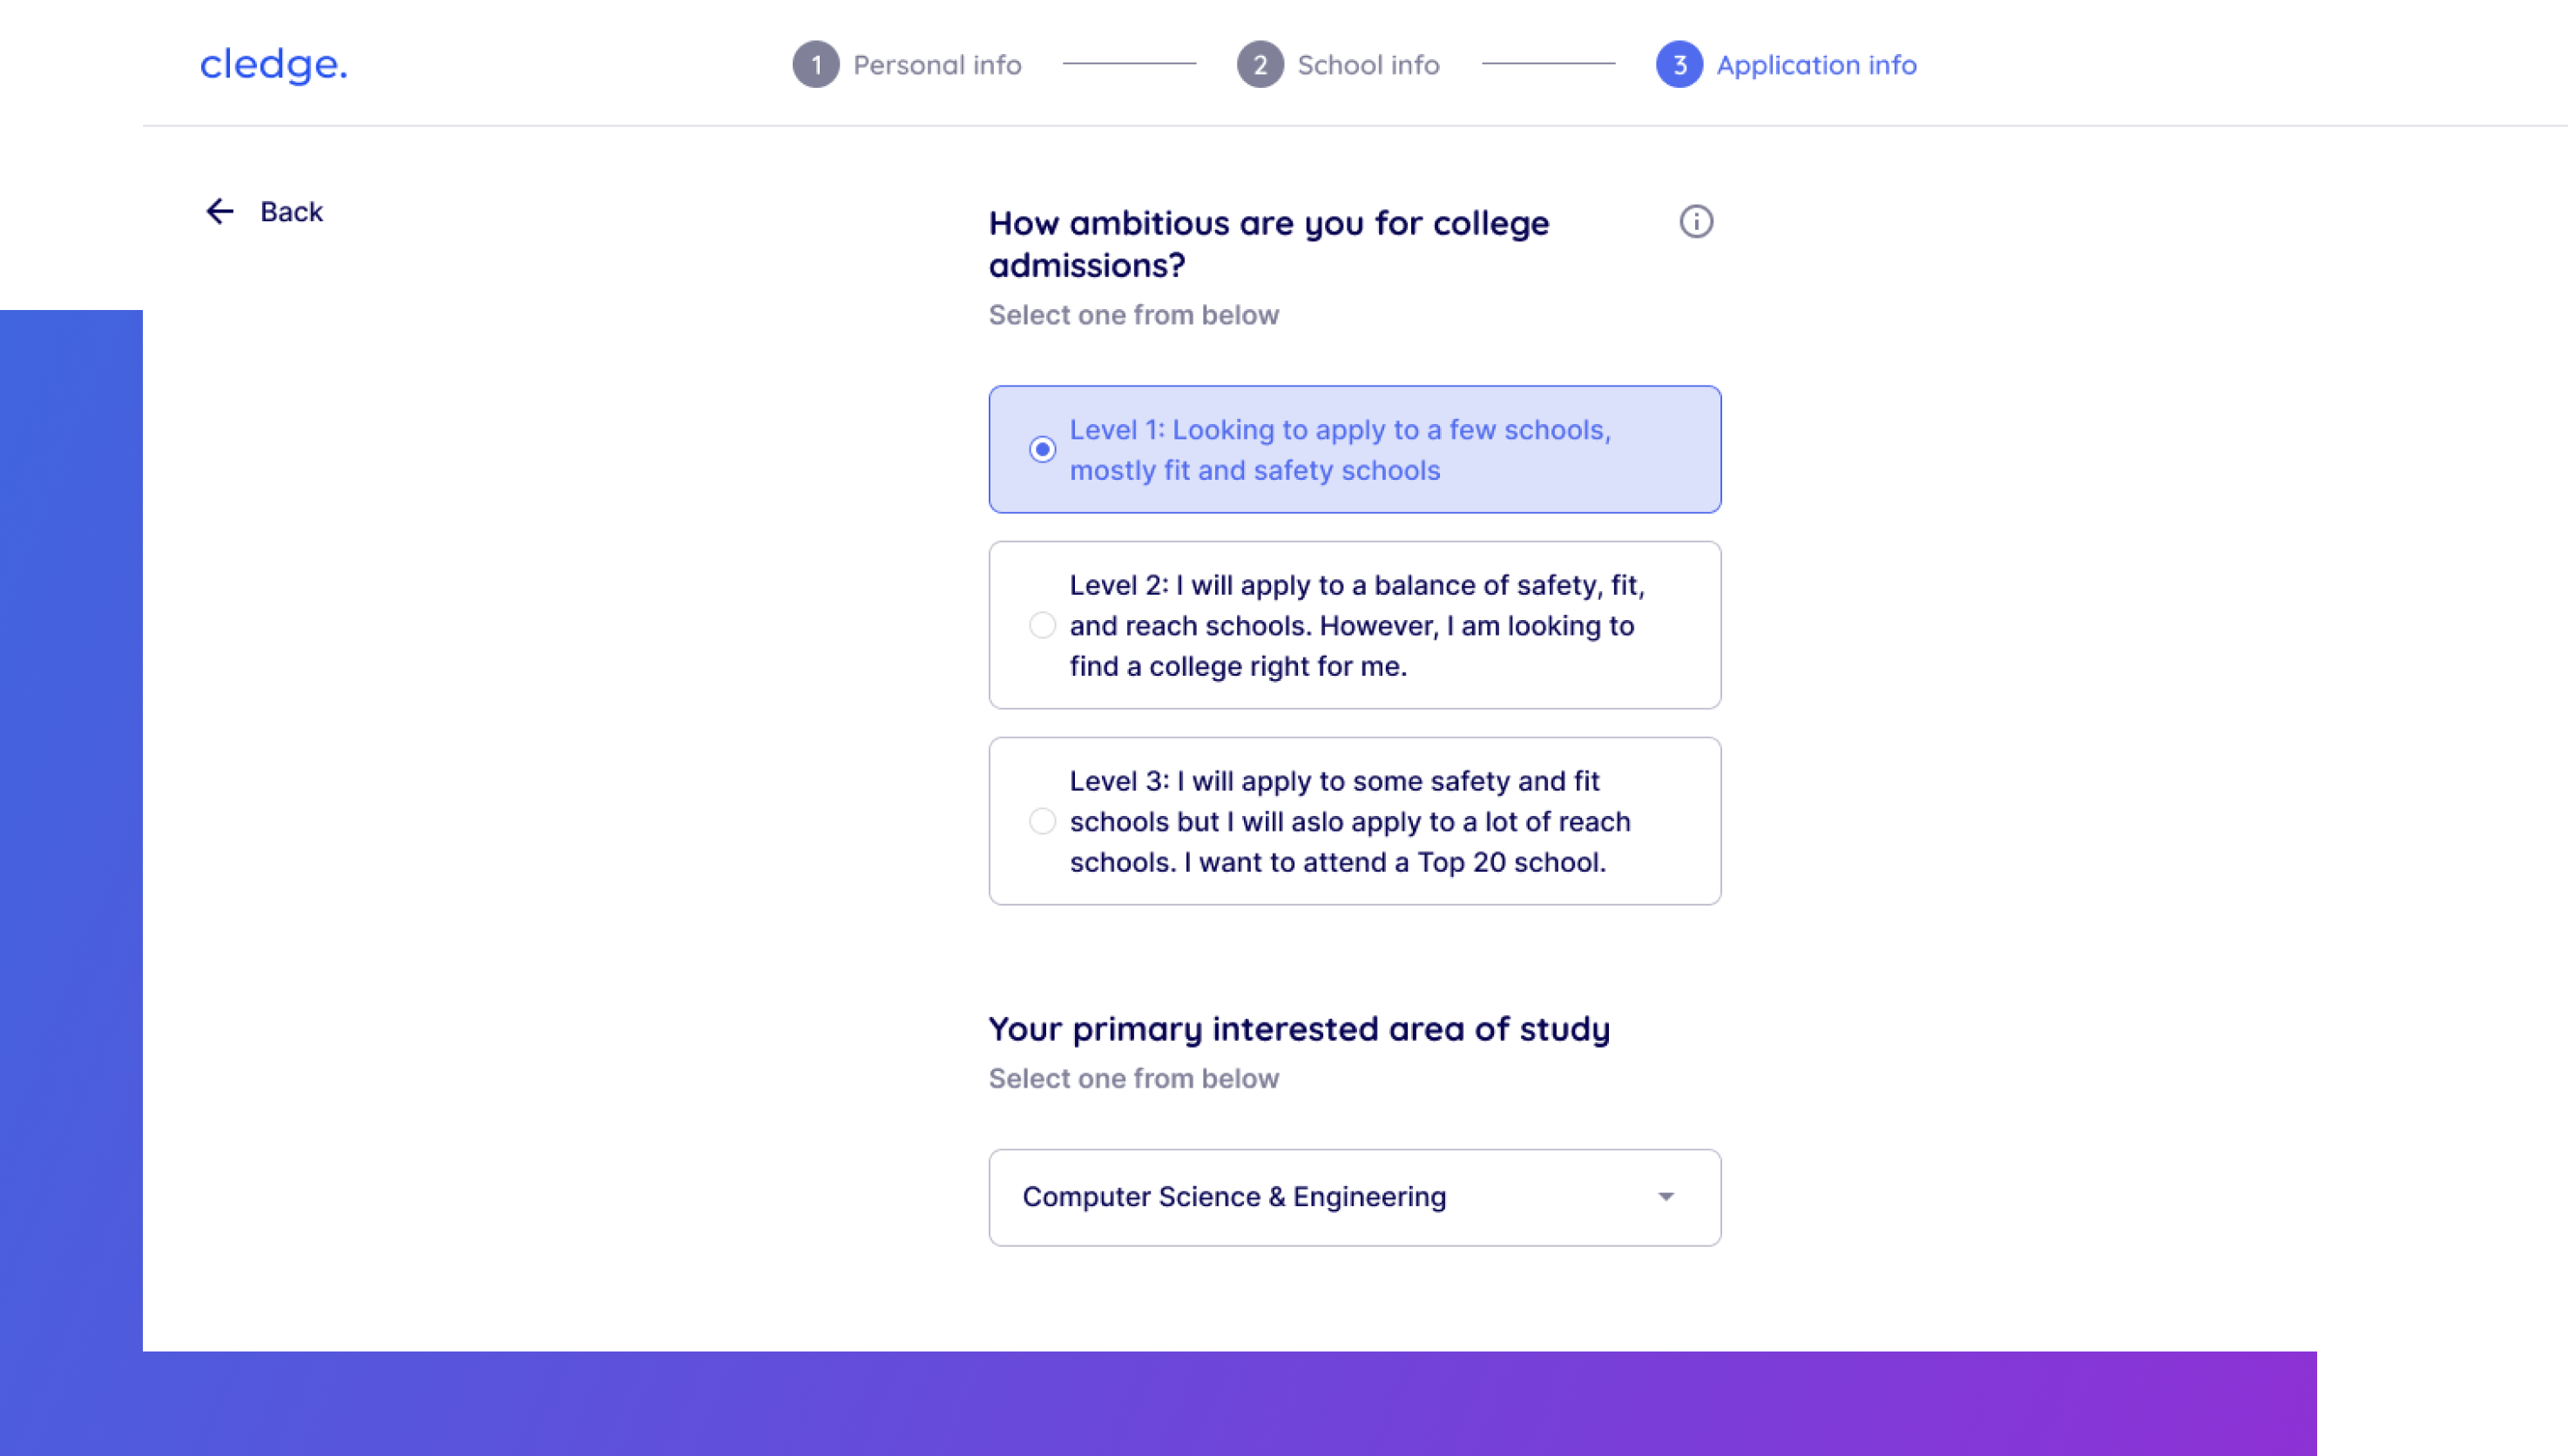 cledge.
1 Personal info
2 School info
3 Application info
Back
How ambitious are you for college
admissions?
Select one from below
Level 1: Looking to apply to a few schools,
mostly fit and safety schools
Level 2: I will apply to a balance of safety, fit,
and reach schools. However, I am looking to
find a college right for me.
Level 3: I will apply to some safety and fit
schools but I will aslo apply to a lot of reach
schools. I want to attend a Top 20 school.
Your primary interested area of study
Select one from below
Computer Science & Engineering